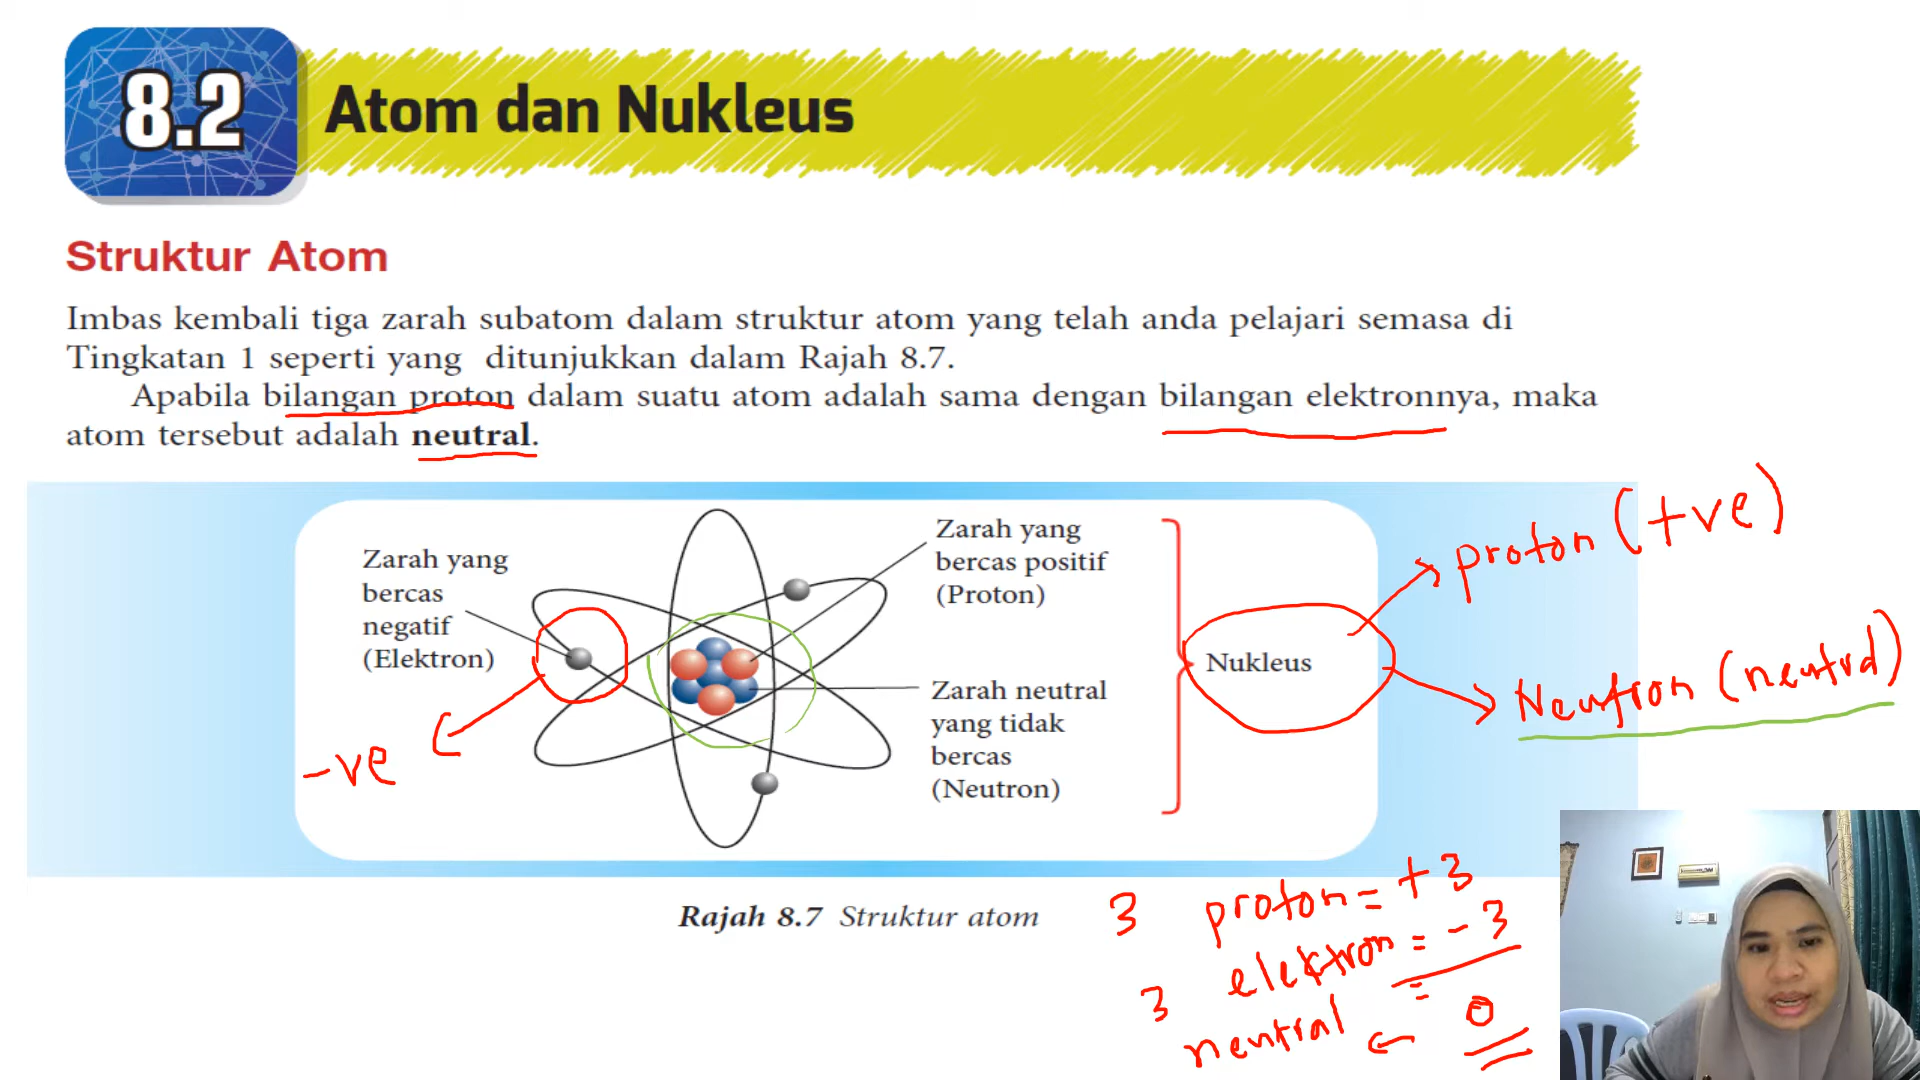 8.2 Atom dan Nukleus
Struktur Atom
Imbas kembali tiga zarah subatom dalam struktur atom yang telah anda pelajari semasa di
Tingkatan 1 seperti yang ditunjukkan dalam Rajah 8.7.
Apabila bilangan proton dalam suatu atom adalah sama dengan bilangan elektronnya, maka
atom tersebut adalah neutral.
Zarah yang
bercas
negatif
(Elektron)
-ve
Zarah yang
bercas positif
(Proton)
Zarah neutral
yang tidak
bercas
(Neutron)
Nukleus
proton (+ve)
Neutron (neutral)
Rajah 8.7 Struktur atom
3 proton = +3
3 elektron = -3
= 0
neutral ←